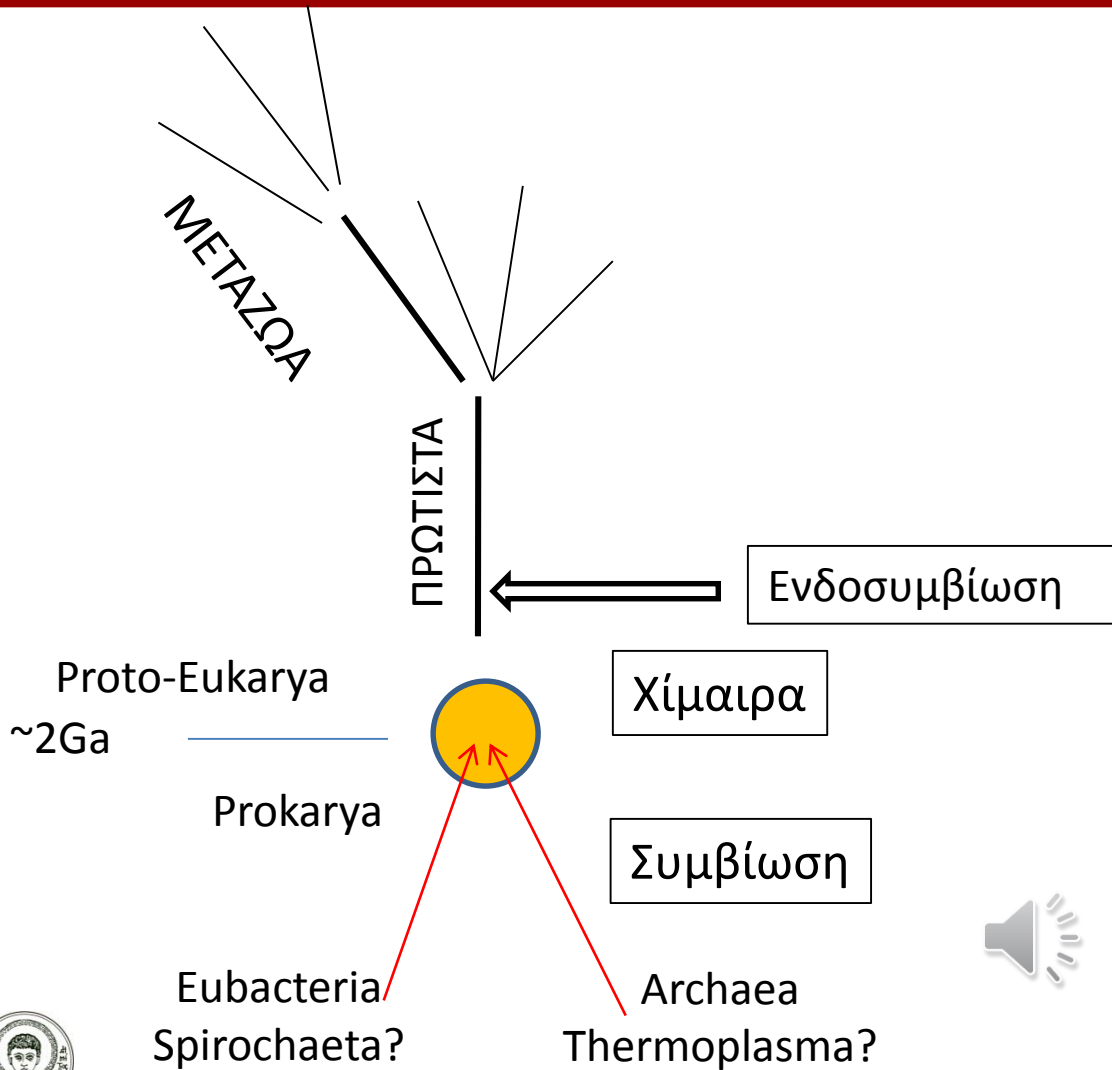 ΜΕΤΑΖΩΑ
ΠΡΩΤΙΣΤΑ
Ενδοσυμβίωση
Proto-Eukarya
Χίμαιρα
~2Ga
Prokarya
Συμβίωση
Eubacteria
Spirochaeta?
Archaea
Thermoplasma?